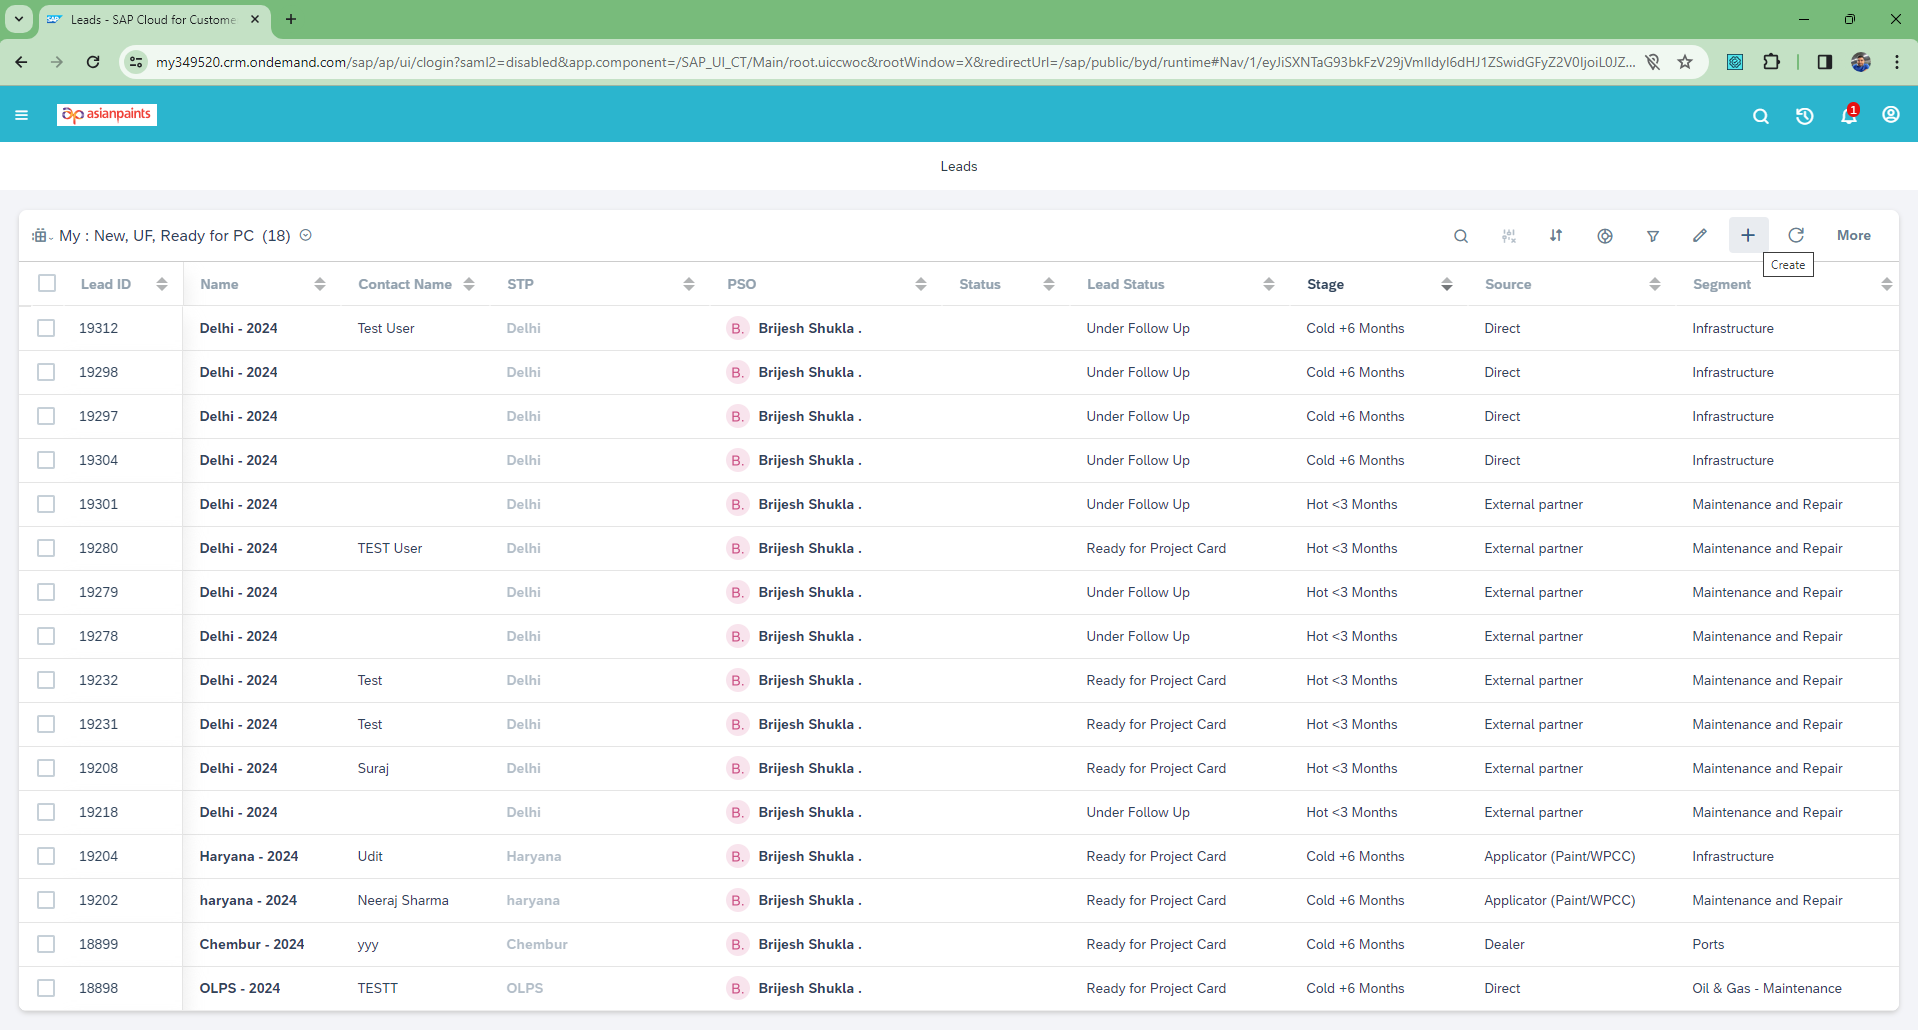 SAP Leads - SAP Cloud for Custome
my349520.crm.ondemand.com/sap/ap/ui/clogin?saml2=disabled&app.component=/SAP_UI_CT/Main/root.uiccwoc&rootWindow=X&redirectUrl=/sap/public/byd/runtime#Nav/1/eyJiSXNTaG93bkFzV29jVmlldyI6dHJ1ZSwidGFyZ2V0IjoiL0JZ...
asianpaints
1
Leads
My : New, UF, Ready for PC (18)
More
Create
Lead ID Name Contact Name STP PSO Status Lead Status Stage Source Segment
19312 Delhi - 2024 Test User Delhi B. Brijesh Shukla . Under Follow Up Cold +6 Months Direct Infrastructure
19298 Delhi - 2024 Delhi B. Brijesh Shukla . Under Follow Up Cold +6 Months Direct Infrastructure
19297 Delhi - 2024 Delhi B. Brijesh Shukla . Under Follow Up Cold +6 Months Direct Infrastructure
19304 Delhi - 2024 Delhi B. Brijesh Shukla . Under Follow Up Cold +6 Months Direct Infrastructure
19301 Delhi - 2024 Delhi B. Brijesh Shukla . Under Follow Up Hot <3 Months External partner Maintenance and Repair
19280 Delhi - 2024 TEST User Delhi B. Brijesh Shukla . Ready for Project Card Hot <3 Months External partner Maintenance and Repair
19279 Delhi - 2024 Delhi B. Brijesh Shukla . Under Follow Up Hot <3 Months External partner Maintenance and Repair
19278 Delhi - 2024 Delhi B. Brijesh Shukla . Under Follow Up Hot <3 Months External partner Maintenance and Repair
19232 Delhi - 2024 Test Delhi B. Brijesh Shukla . Ready for Project Card Hot <3 Months External partner Maintenance and Repair
19231 Delhi - 2024 Test Delhi B. Brijesh Shukla . Ready for Project Card Hot <3 Months External partner Maintenance and Repair
19208 Delhi - 2024 Suraj Delhi B. Brijesh Shukla . Ready for Project Card Hot <3 Months External partner Maintenance and Repair
19218 Delhi - 2024 Delhi B. Brijesh Shukla . Under Follow Up Hot <3 Months External partner Maintenance and Repair
19204 Haryana - 2024 Udit Haryana B. Brijesh Shukla . Ready for Project Card Cold +6 Months Applicator (Paint/WPCC) Infrastructure
19202 haryana - 2024 Neeraj Sharma haryana B. Brijesh Shukla . Ready for Project Card Cold +6 Months Applicator (Paint/WPCC) Maintenance and Repair
18899 Chembur - 2024 yyy Chembur B. Brijesh Shukla . Ready for Project Card Cold +6 Months Dealer Ports
18898 OLPS - 2024 TESTT OLPS B. Brijesh Shukla . Ready for Project Card Cold +6 Months Direct Oil & Gas - Maintenance